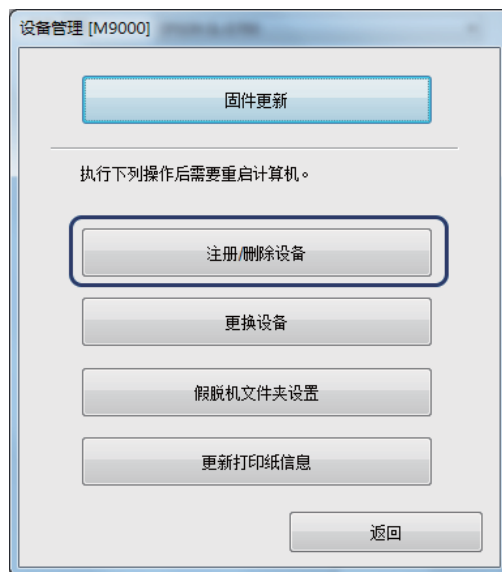 设备管理 [M9000]
固件更新
执行下列操作后需要重启计算机。
注册/删除设备
更换设备
假脱机文件夹设置
更新打印纸信息
返回